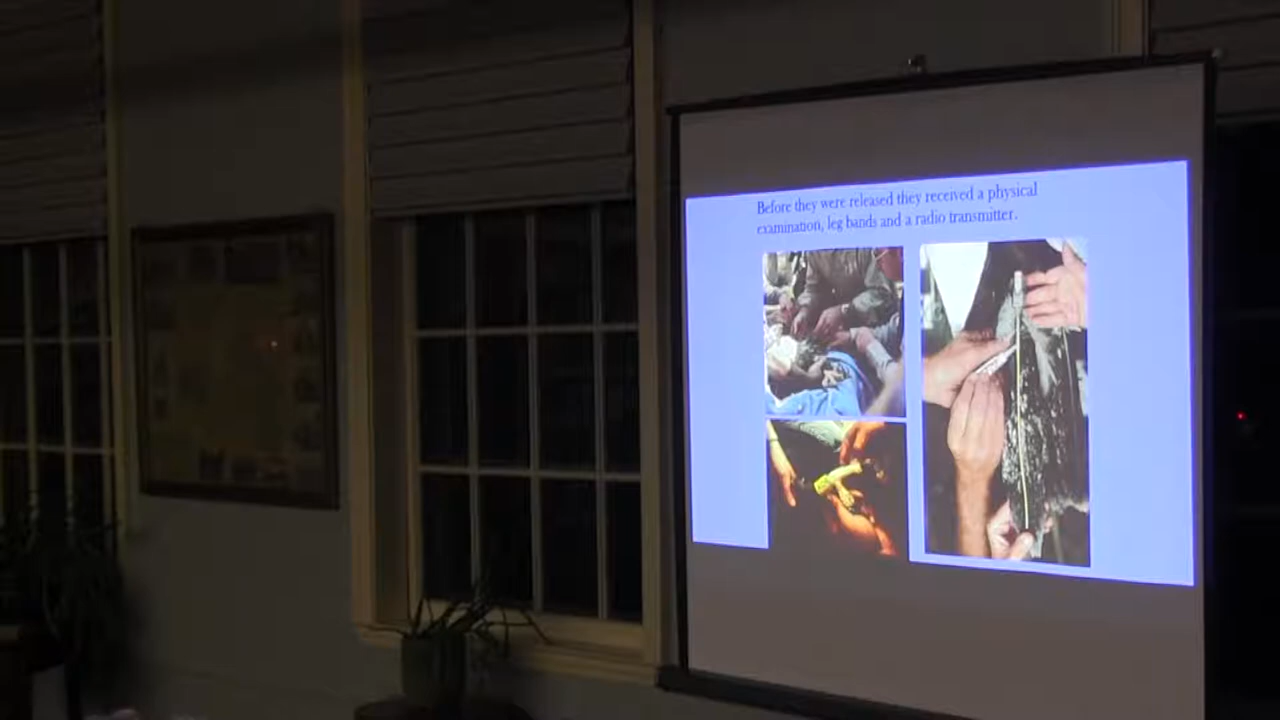 Before they were released they received a physical
examination, leg bands and a radio transmitter.